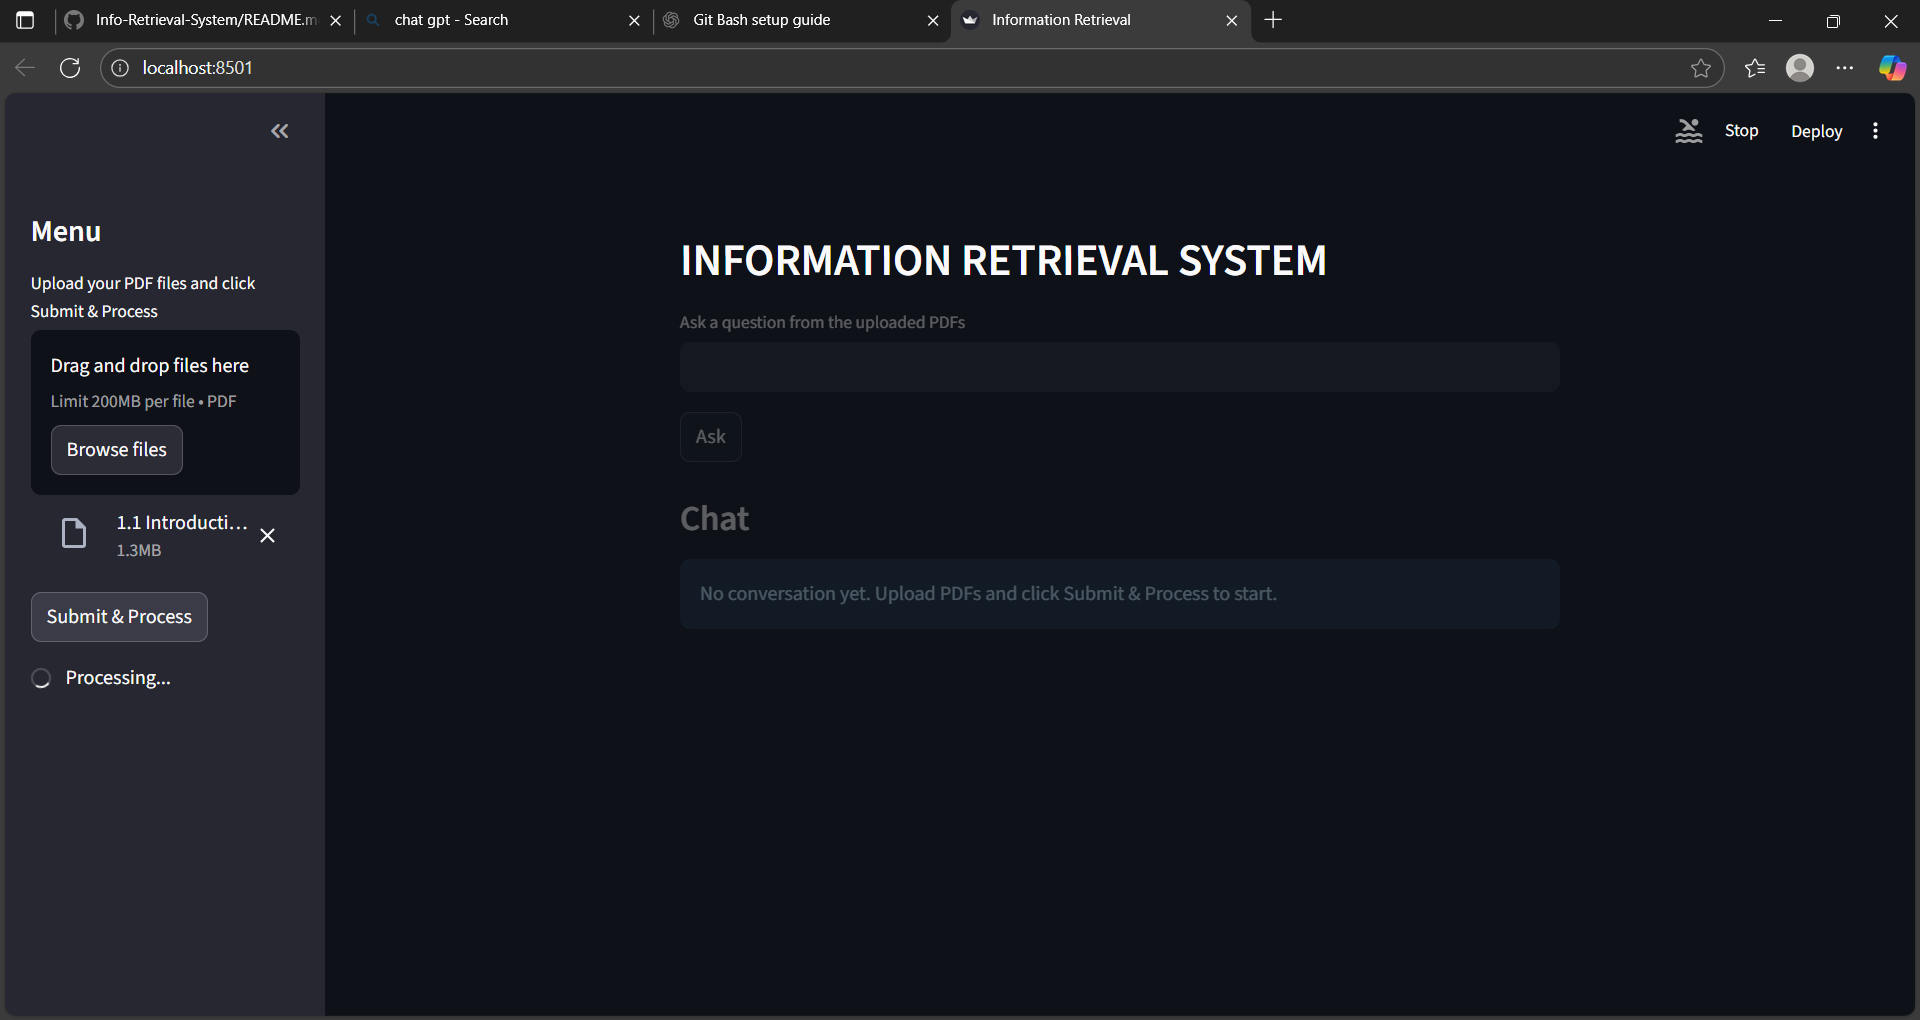 Info-Retrieval-System/README.m
chat gpt - Search
Git Bash setup guide
Information Retrieval
localhost:8501
Stop
Deploy
Menu
Upload your PDF files and click
Submit & Process
Drag and drop files here
Limit 200MB per file • PDF
Browse files
1.1 Introducti...
1.3MB
Submit & Process
Processing...
INFORMATION RETRIEVAL SYSTEM
Ask a question from the uploaded PDFs
Ask
Chat
No conversation yet. Upload PDFs and click Submit & Process to start.